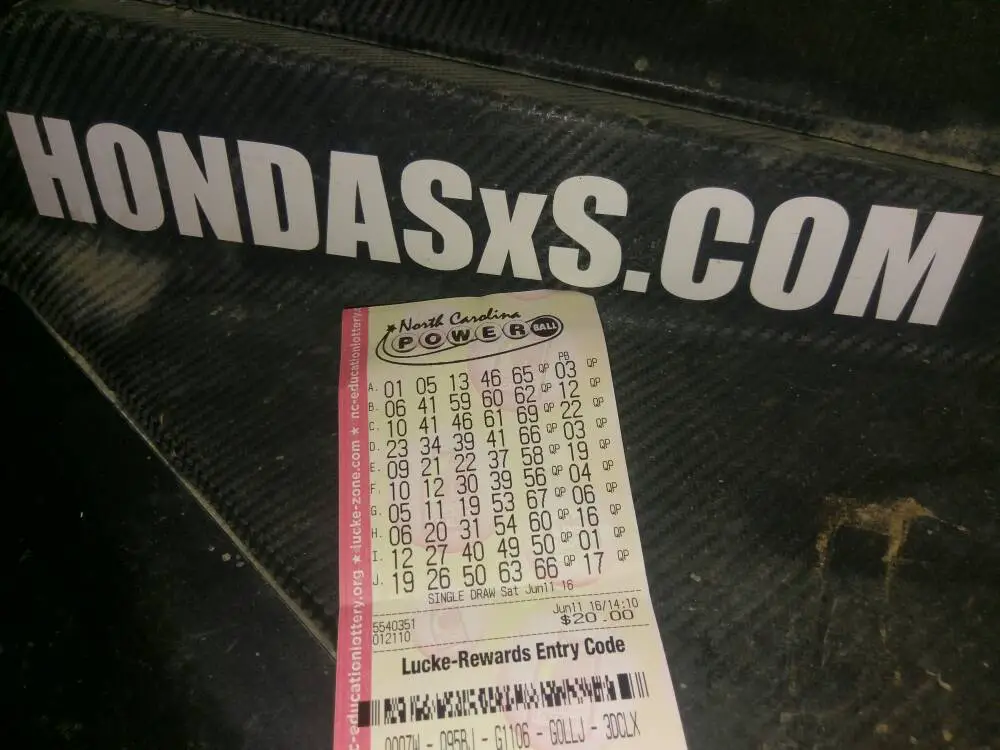 HONDASxS.COM
North Carolina
POWERBALL
PB
A. 01 05 13 46 65 QP 03 QP
B. 06 41 59 60 62 QP 12 QP
C. 10 41 46 61 69 QP 22 QP
D. 23 34 39 41 66 QP 03 QP
E. 09 21 22 37 58 QP 19 QP
F. 10 12 30 39 56 QP 04 QP
G. 05 11 19 53 67 QP 06 QP
H. 06 20 31 54 60 QP 16 QP
I. 12 27 40 49 50 QP 01 QP
J. 19 26 50 63 66 QP 17 QP
SINGLE DRAW Sat Jun11 16
5540351 Jun11 16/14:10
012110 $20.00
Lucke-Rewards Entry Code
- G1106 - GOLLJ - 3DCLX
c-educationlottery.org ★ lucke-zone.com ★ nc-educationlottery